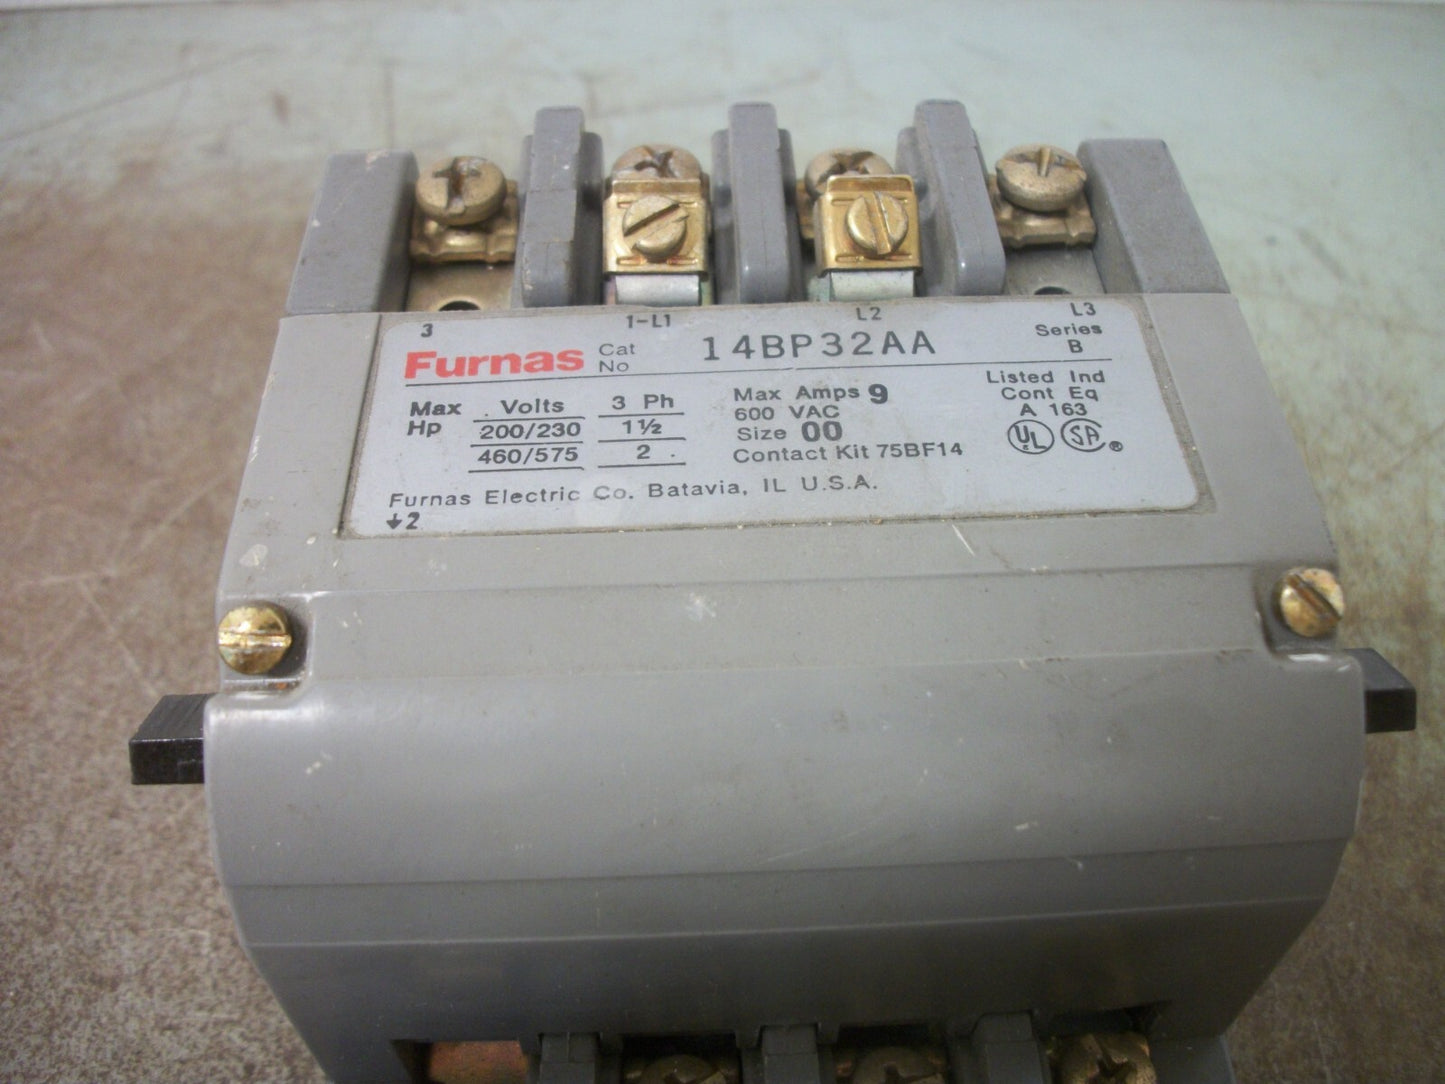 3 1-L1 L2 L3
Furnas Cat No 14BP32AA Series B
Max Hp
Volts 3 Ph
200/230 1½
460/575 2
Max Amps 9
600 VAC
Size 00
Contact Kit 75BF14
Listed Ind
Cont Eq
A 163
UL SA ®
Furnas Electric Co. Batavia, IL U.S.A.
↓2